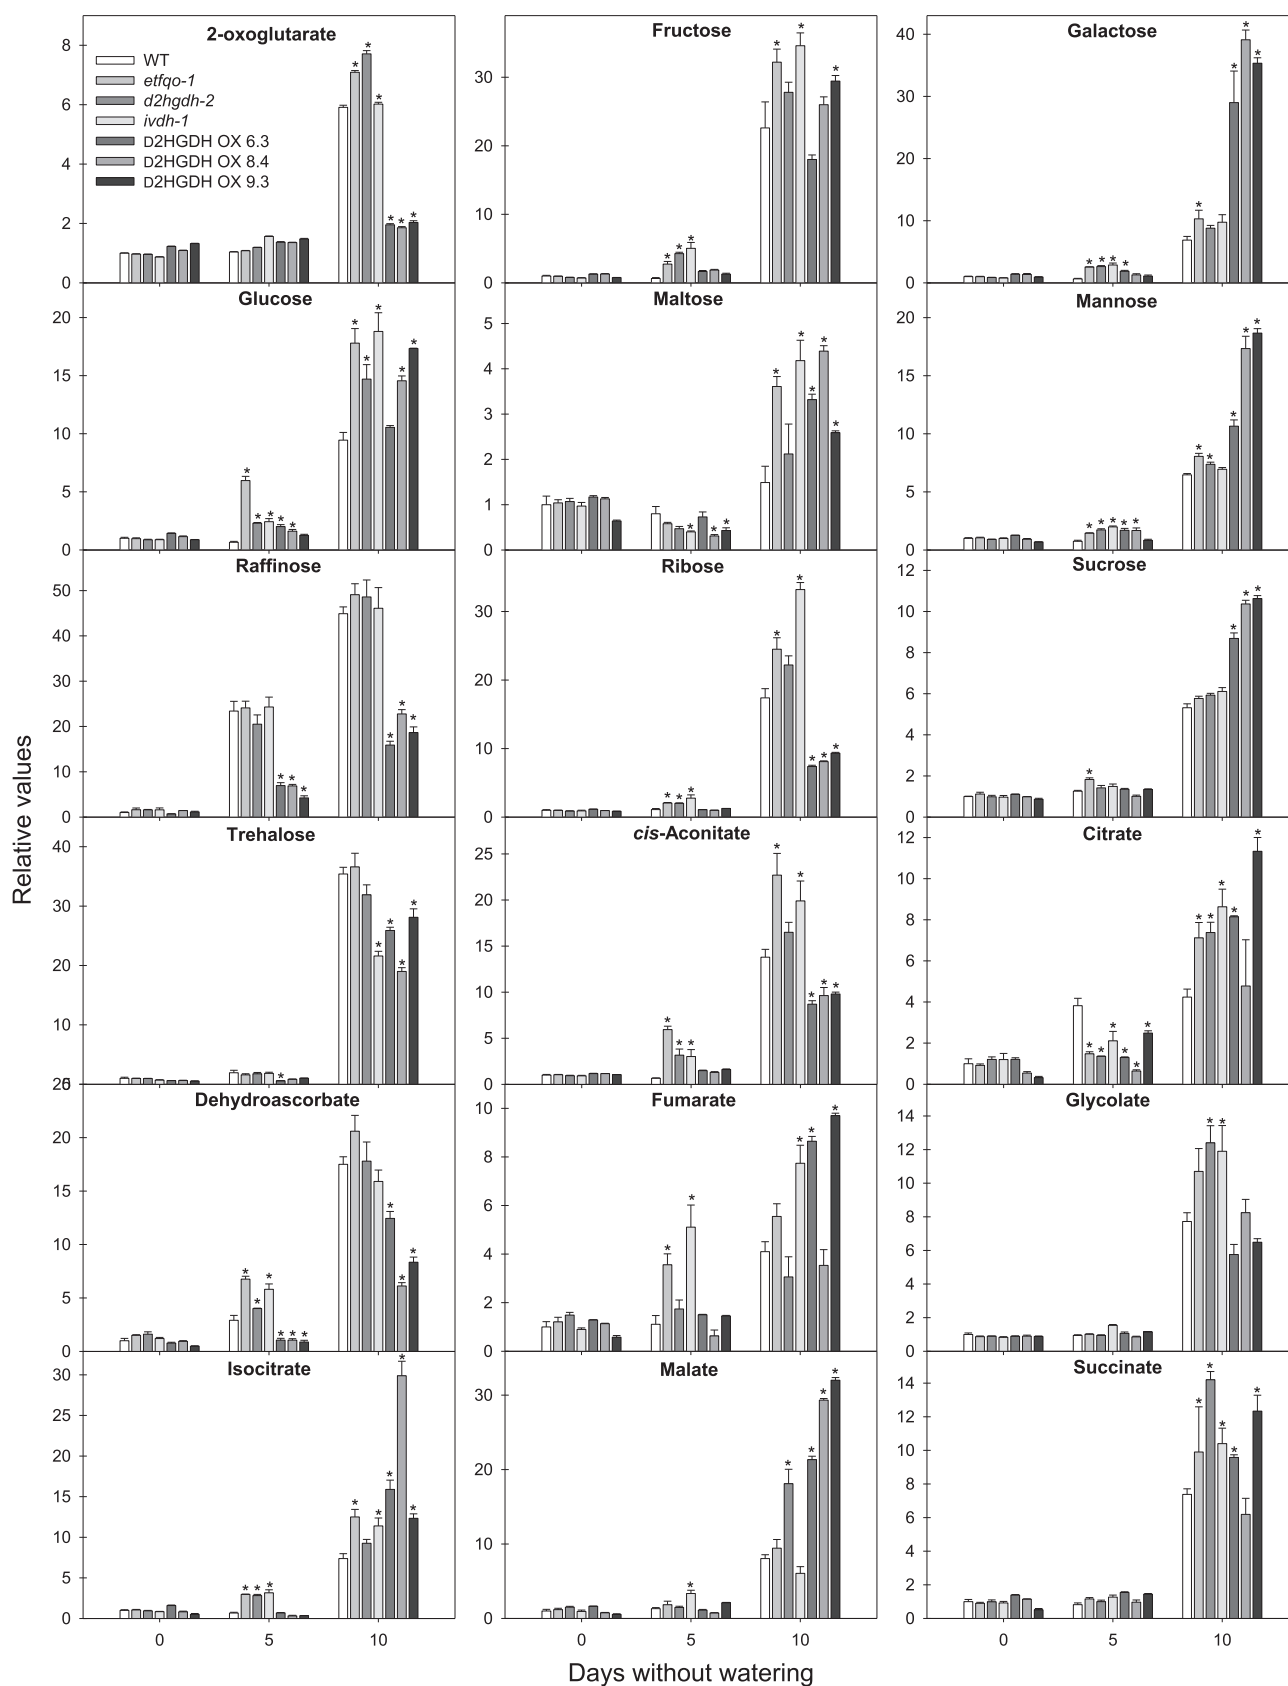 2-oxoglutarate
8
6
4
2
0
WT
etfqo-1
d2hgdh-2
ivdh-1
D2HGDH OX 6.3
D2HGDH OX 8.4
D2HGDH OX 9.3
* * * * * *
Fructose
30
20
10
0
* * * * * *
Galactose
40
30
20
10
0
* * * * * * * *
Glucose
20
15
10
5
0
* * * * * * * * * *
Maltose
5
4
3
2
1
0
* * * * * * * *
Mannose
20
15
10
5
0
* * * * * * * * * *
Raffinose
50
40
30
20
10
0
* * * * * *
Ribose
30
20
10
0
* * * * * * * *
Sucrose
12
10
8
6
4
2
0
* * * *
Trehalose
40
30
20
10
0
* * * * *
cis-Aconitate
25
20
15
10
5
0
* * * * * * * *
Citrate
12
10
8
6
4
2
0
* * * * * * * * * * *
Dehydroascorbate
25
20
15
10
5
0
* * * * * * * * *
Fumarate
10
8
6
4
2
0
* * * * *
Glycolate
14
12
10
8
6
4
2
0
* *
Isocitrate
30
25
20
15
10
5
0
* * * * * * * *
0 5 10
Malate
30
20
10
0
* * * * *
0 5 10
Succinate
14
12
10
8
6
4
2
0
* * * * *
0 5 10
Relative values
Days without watering